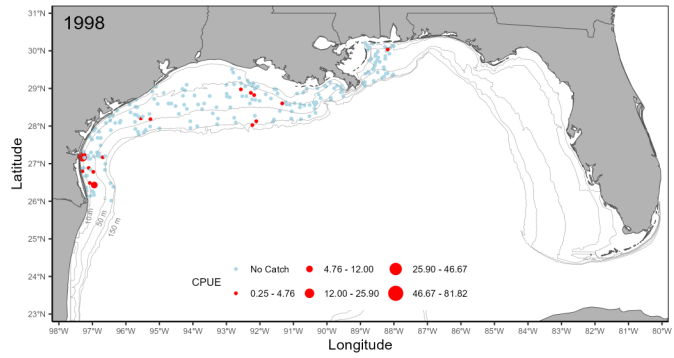 1998
31°N
30°N
29°N
28°N
27°N
26°N
25°N
24°N
23°N
Latitude
10 m
50 m
150 m
CPUE
No Catch
4.76 - 12.00
25.90 - 46.67
0.25 - 4.76
12.00 - 25.90
46.67 - 81.82
98°W 97°W 96°W 95°W 94°W 93°W 92°W 91°W 90°W 89°W 88°W 87°W 86°W 85°W 84°W 83°W 82°W 81°W 80°W
Longitude